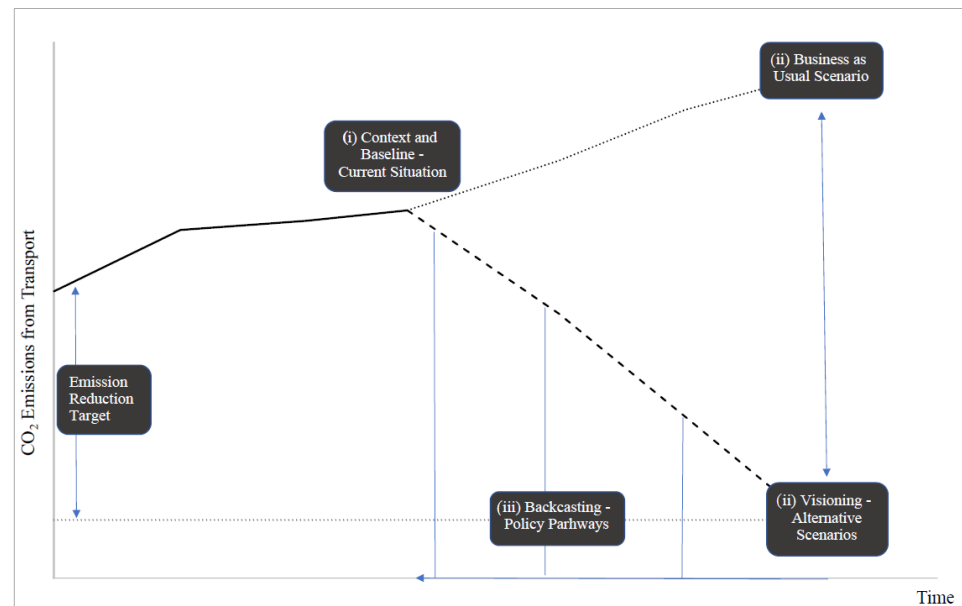 (ii) Business as
Usual Scenario
(i) Context and
Baseline -
Current Situation
CO₂ Emissions from Transport
Emission
Reduction
Target
(iii) Backcasting -
Policy Parhways
(ii) Visioning -
Alternative
Scenarios
Time